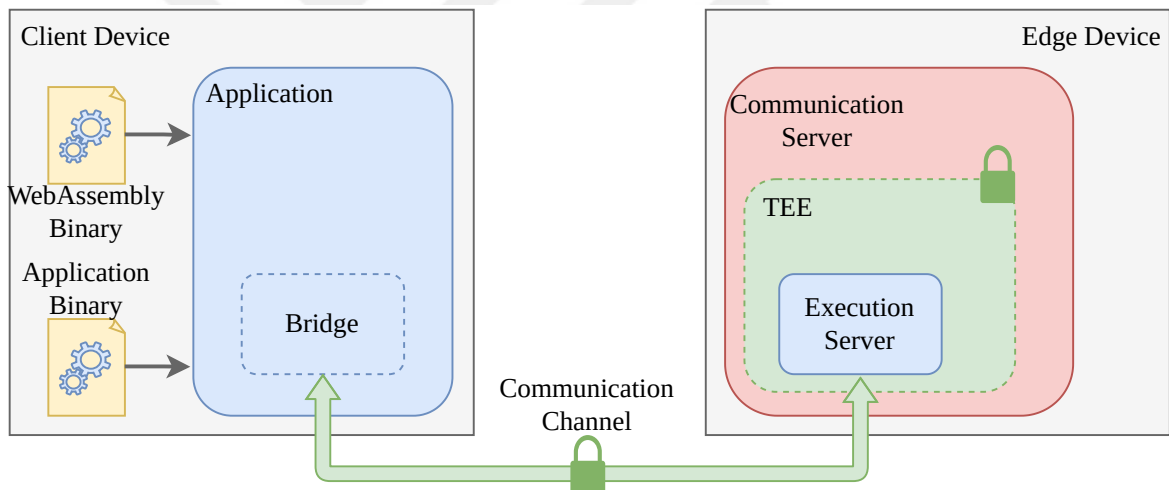 Client Device
Application
WebAssembly
Binary
Application
Binary
Bridge
Communication
Channel
Edge Device
Communication
Server
TEE
Execution
Server